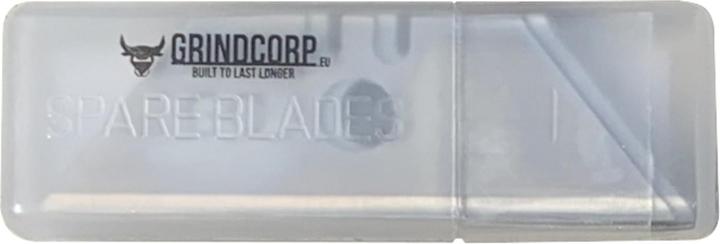 GRINDCORP.EU
BUILT TO LAST LONGER
SPARE BLADES